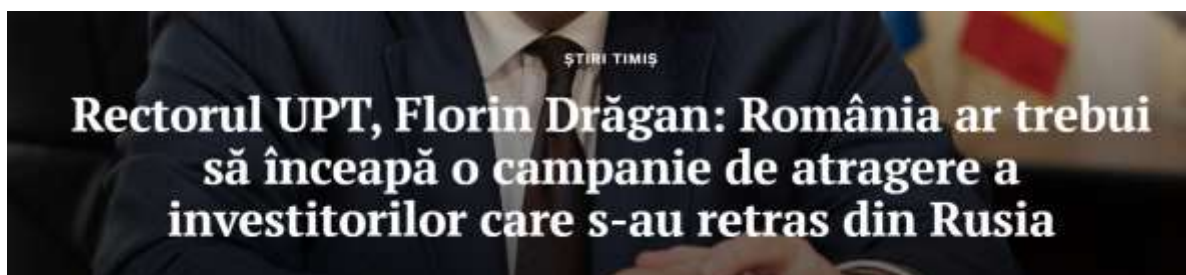 ȘTIRI TIMIȘ
Rectorul UPT, Florin Drăgan: România ar trebui
să înceapă o campanie de atragere a
investitorilor care s-au retras din Rusia